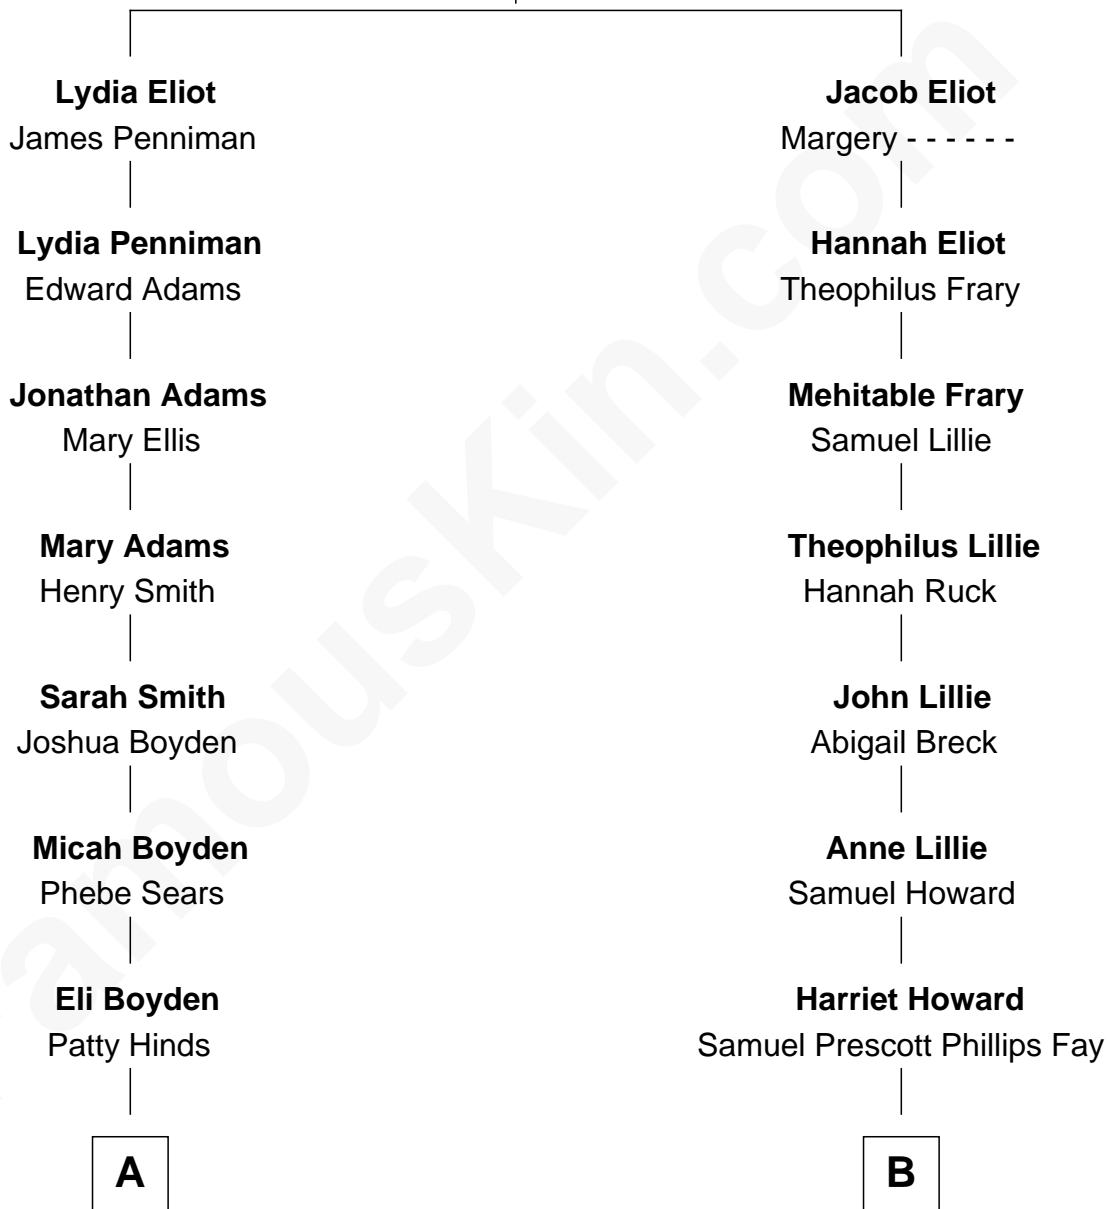 Lydia Eliot
James Penniman
Lydia Penniman
Edward Adams
Jonathan Adams
Mary Ellis
Mary Adams
Henry Smith
Sarah Smith
Joshua Boyden
Micah Boyden
Phebe Sears
Eli Boyden
Patty Hinds
A
Jacob Eliot
Margery - - - - - -
Hannah Eliot
Theophilus Frary
Mehitable Frary
Samuel Lillie
Theophilus Lillie
Hannah Ruck
John Lillie
Abigail Breck
Anne Lillie
Samuel Howard
Harriet Howard
Samuel Prescott Phillips Fay
B
amousKin.com